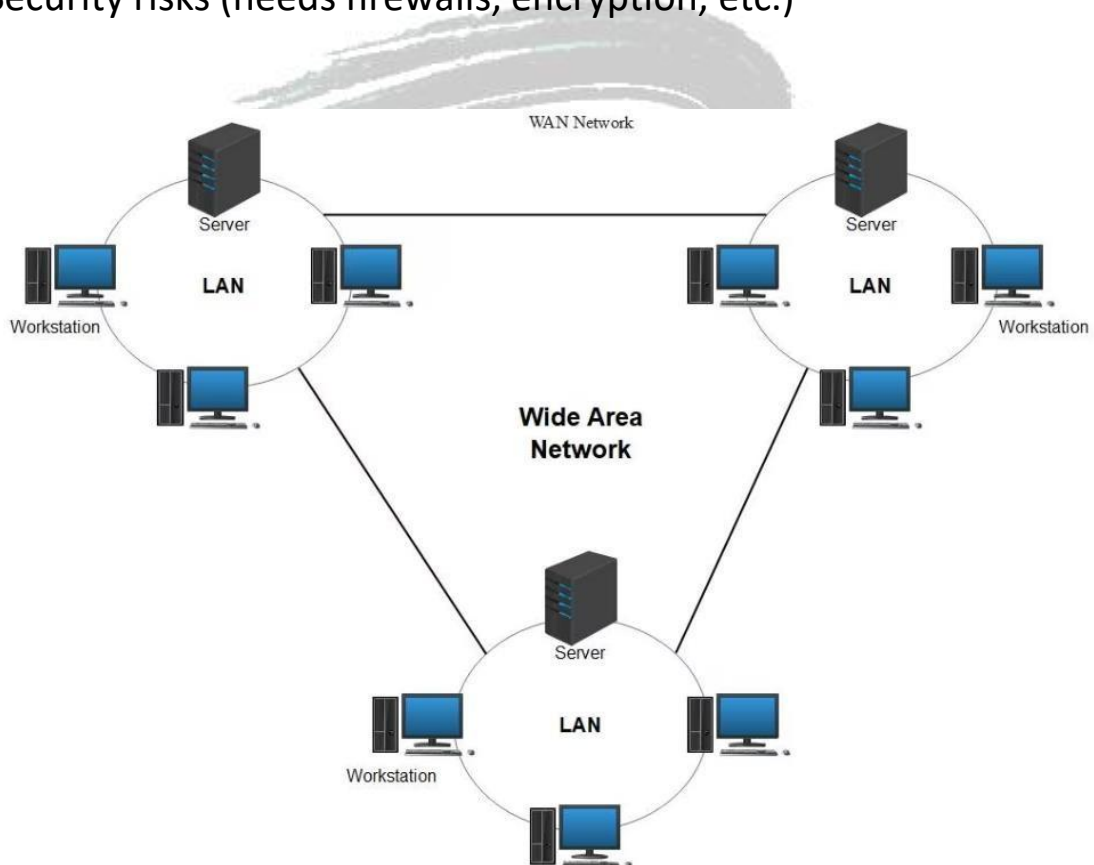 security risks (needs firewalls, encryption, etc.)
WAN Network
Server
Server
LAN
LAN
Workstation
Workstation
Wide Area
Network
Server
LAN
Workstation